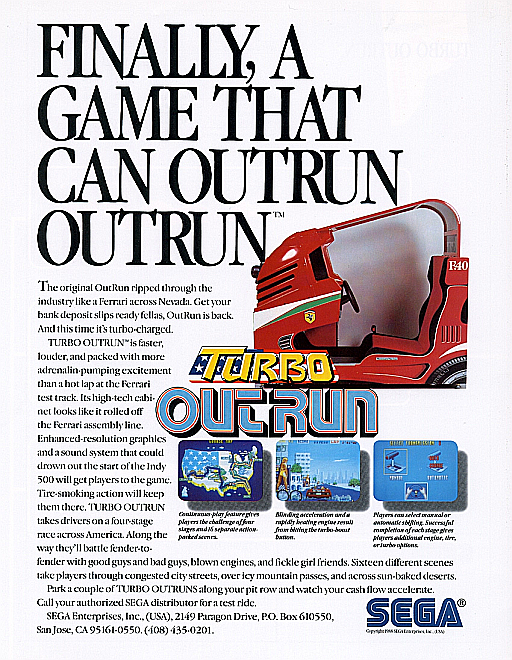 FINALLY, A
GAME THAT
CAN OUTRUN
OUTRUN™
F40
The original OutRun ripped through the
industry like a Ferrari across Nevada. Get your
bank deposit slips ready fellas, OutRun is back.
And this time it's turbo-charged.
TURBO OUTRUN™ is faster,
louder, and packed with more
adrenalin-pumping excitement
than a hot lap at the Ferrari
test track. Its high-tech cabi-
net looks like it rolled off
the Ferrari assembly line.
Enhanced-resolution graphics
and a sound system that could
drown out the start of the Indy
500 will get players to the game.
Tire-smoking action will keep
them there. TURBO OUTRUN
takes drivers on a four-stage
race across America. Along the
way they'll battle fender-to-
fender with good guys and bad guys, blown engines, and fickle girl friends. Sixteen different scenes
take players through congested city streets, over icy mountain passes, and across sun-baked deserts.
Park a couple of TURBO OUTRUNS along your pit row and watch your cash flow accelerate.
Call your authorized SEGA distributor for a test ride.
SEGA Enterprises, Inc., (USA), 2149 Paragon Drive, P.O. Box 610550,
San Jose, CA 95161-0550. (408) 435-0201.
TURBO
OUTRUN
Continuous-play feature gives
players the challenge of four
stages and 16 separate action-
packed scenes.
Blinding acceleration and a
rapidly heating engine result
from hitting the turbo-boost
button.
Players can select manual or
automatic shifting. Successful
completion of each stage gives
players additional engine, tire,
or turbo options.
SEGA®
Copyright 1989 SEGA Enterprises, Inc. (USA)